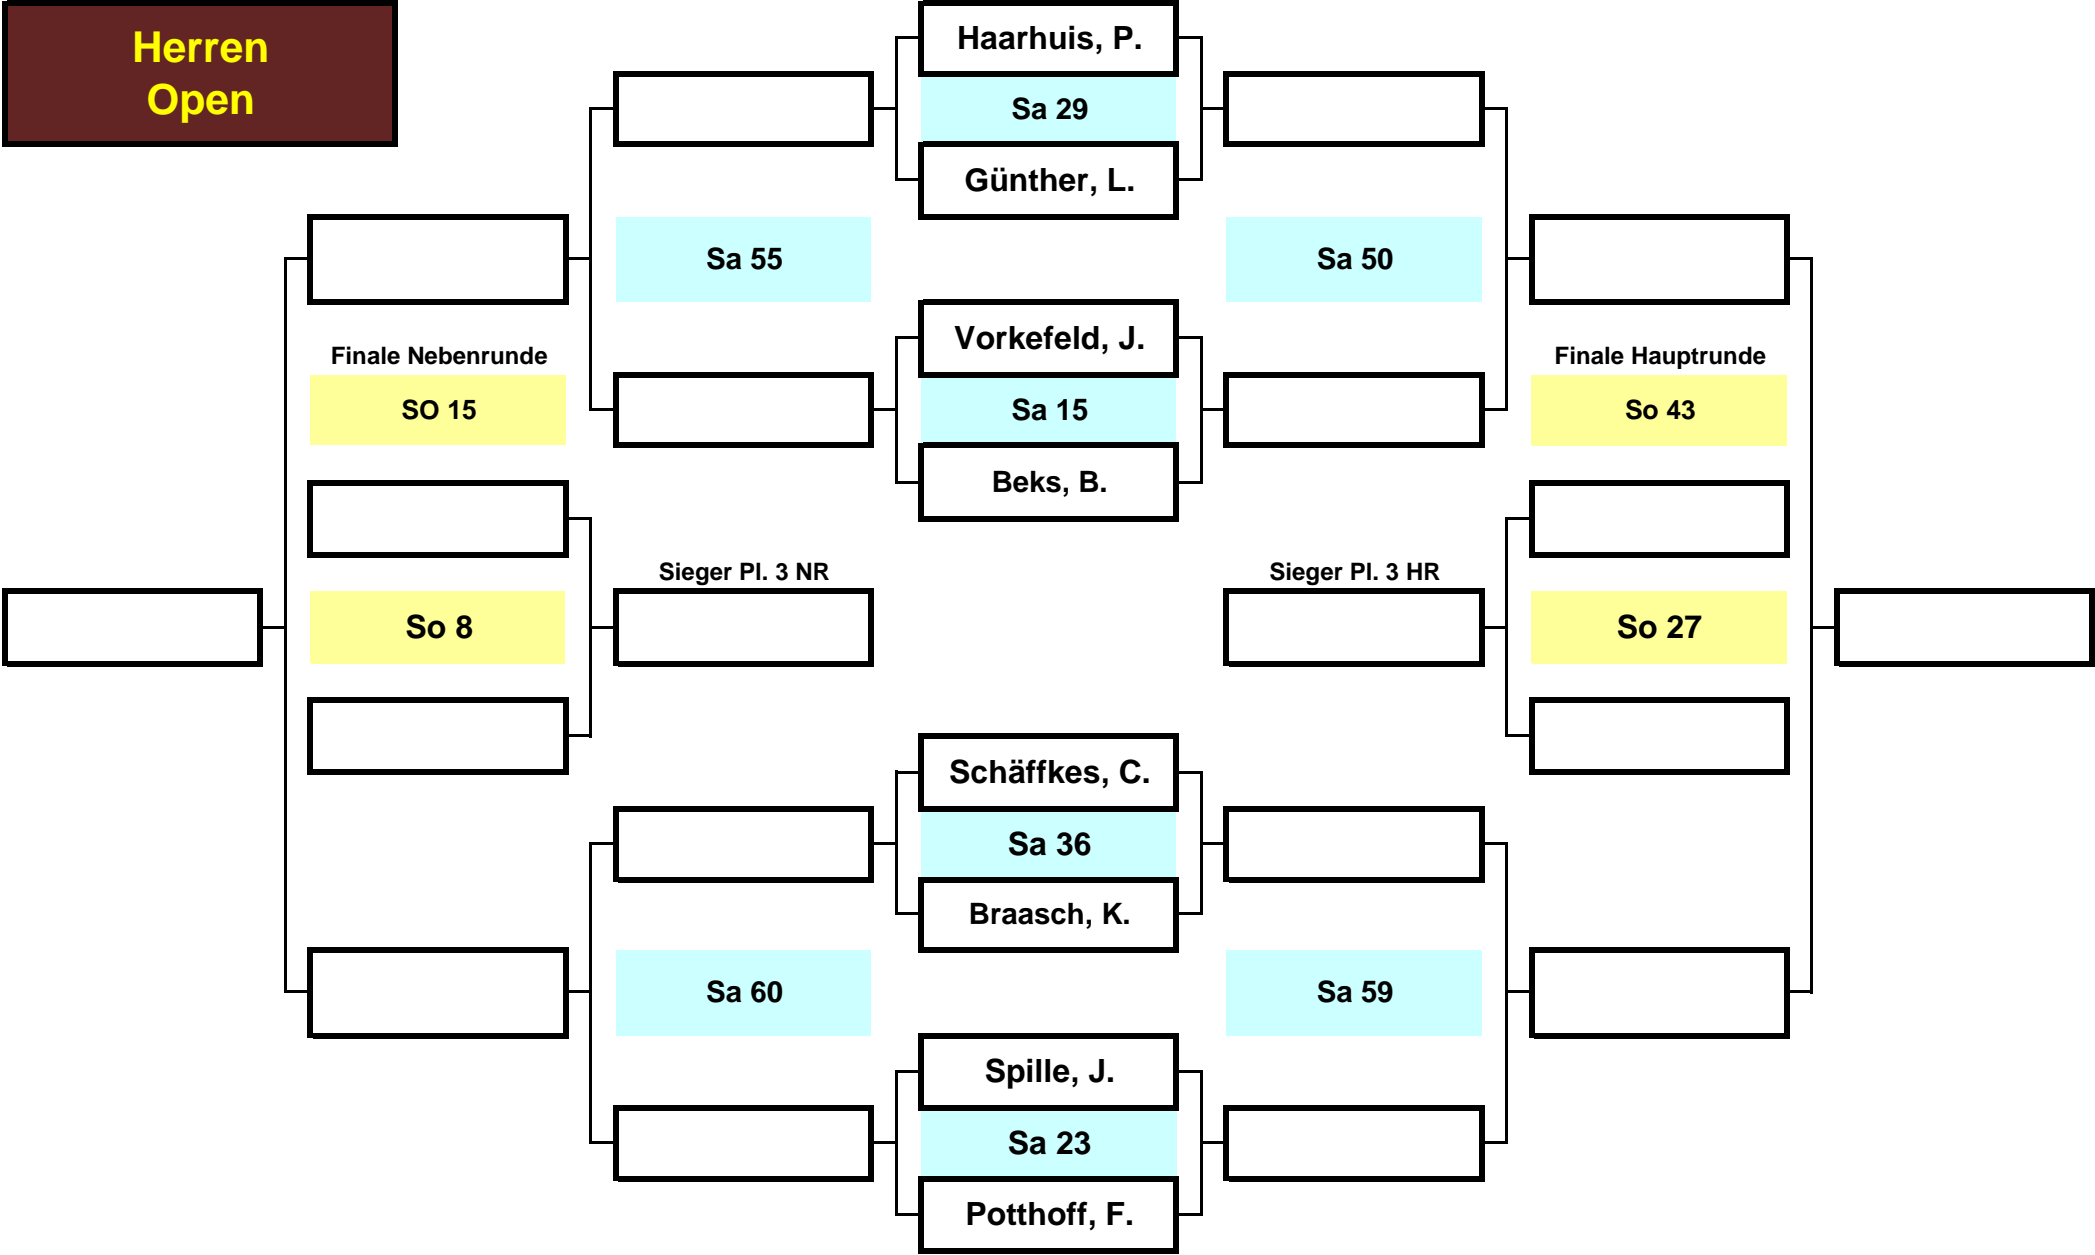 Herren
Open
Haarhuis, P.
Sa 29
Günther, L.
Sa 55
Sa 50
Vorkefeld, J.
Finale Nebenrunde
Finale Hauptrunde
SO 15
Sa 15
So 43
Beks, B.
Sieger Pl. 3 NR
Sieger Pl. 3 HR
So 8
So 27
Schäffkes, C.
Sa 36
Braasch, K.
Sa 60
Sa 59
Spille, J.
Sa 23
Potthoff, F.